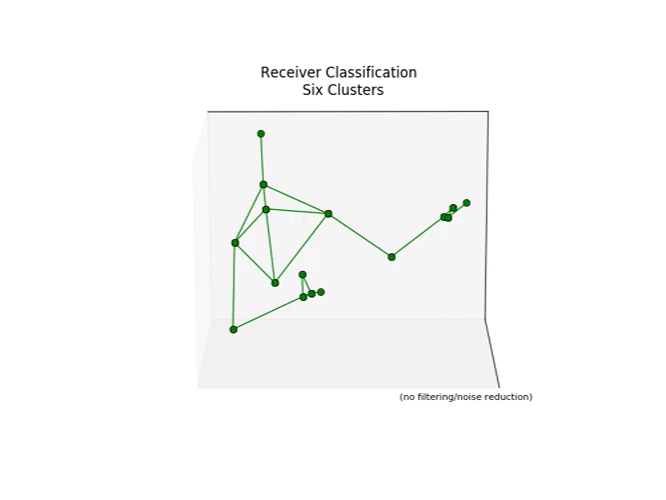 Receiver Classification
Six Clusters
(no filtering/noise reduction)